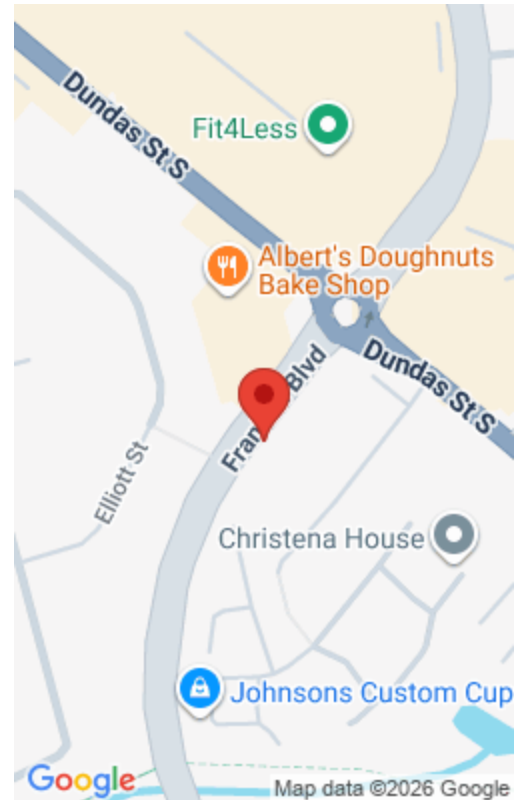 Dundas St S
Fit4Less
Albert's Doughnuts
Bake Shop
Blvd
Dundas St S
Elliott St
Christena House
Johnsons Custom Cup
Google
Map data ©2026 Google